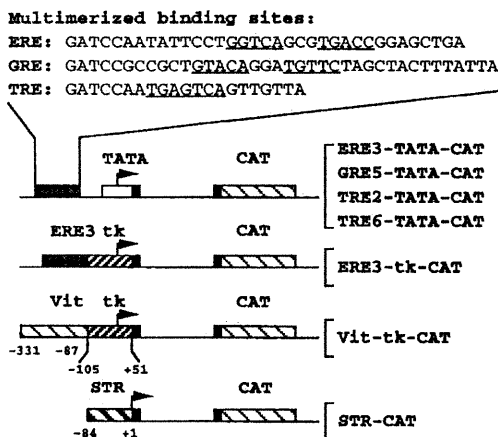 Multimerized binding sites:
ERE: GATCCAATATTCCTGGTCAGCGTGACCGGAGCTGA
GRE: GATCCGCCGCTGTACAGGATGTTCTAGCTACTTTATTA
TRE: GATCCAATGAGTCAGTTGTTA
TATA CAT
ERE3-TATA-CAT
GRE5-TATA-CAT
TRE2-TATA-CAT
TRE6-TATA-CAT
ERE3 tk CAT
ERE3-tk-CAT
Vit tk CAT
Vit-tk-CAT
-331 -87
-105 +51
STR CAT
STR-CAT
-84 +1